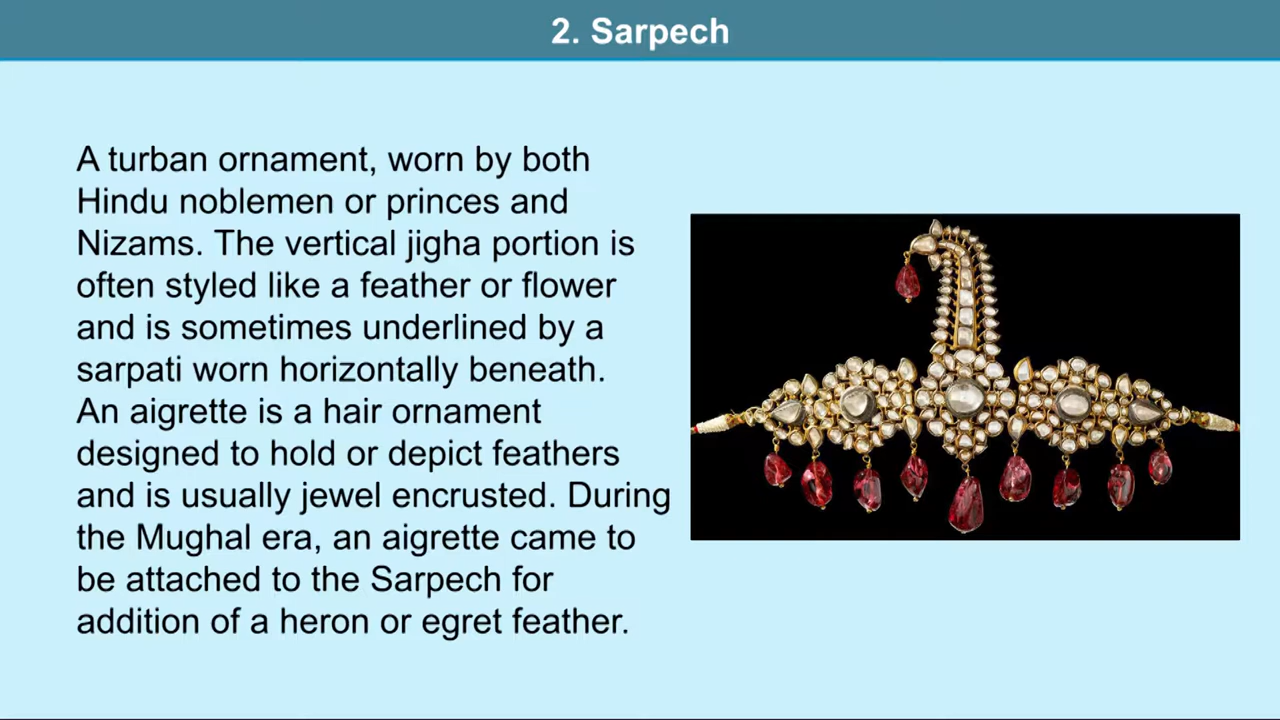 2. Sarpech
A turban ornament, worn by both
Hindu noblemen or princes and
Nizams. The vertical jigha portion is
often styled like a feather or flower
and is sometimes underlined by a
sarpati worn horizontally beneath.
An aigrette is a hair ornament
designed to hold or depict feathers
and is usually jewel encrusted. During
the Mughal era, an aigrette came to
be attached to the Sarpech for
addition of a heron or egret feather.